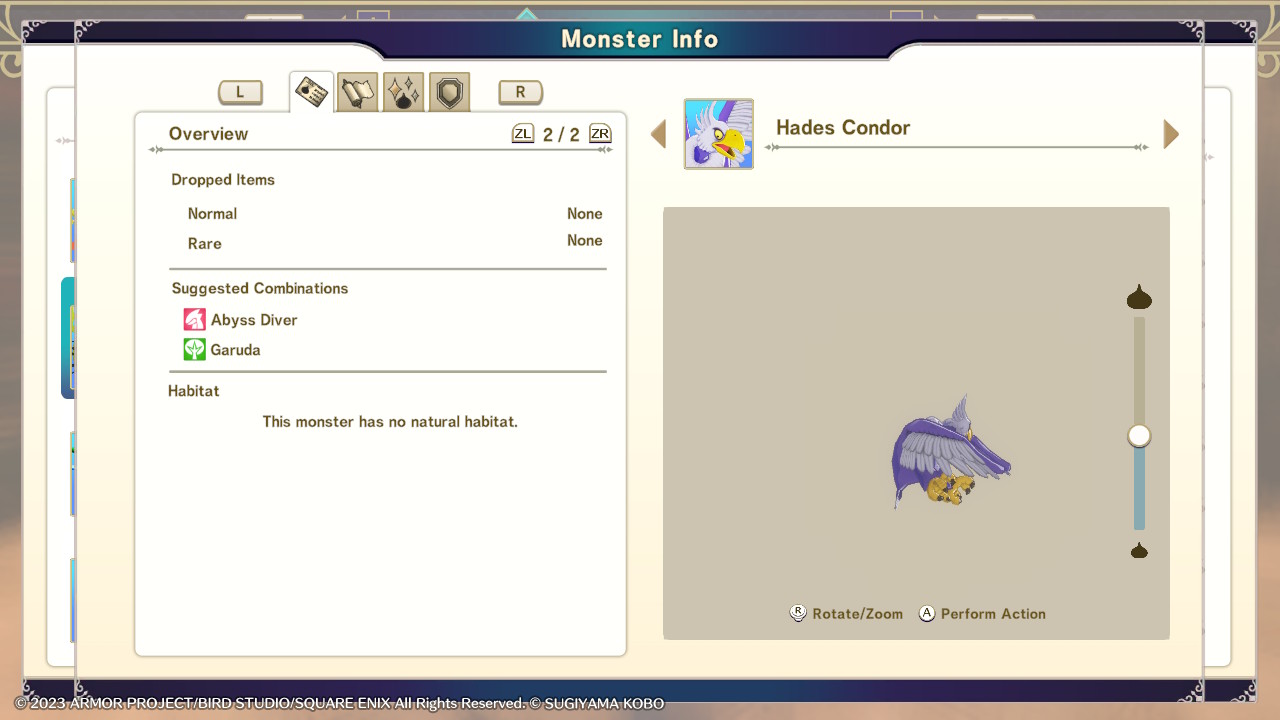 Monster Info
L
R
Overview
ZL 2 / 2 ZR
Hades Condor
Dropped Items
Normal None
Rare None
Suggested Combinations
Abyss Diver
Garuda
Habitat
This monster has no natural habitat.
R Rotate/Zoom A Perform Action
© 2023 ARMOR PROJECT/BIRD STUDIO/SQUARE ENIX All Rights Reserved. © SUGIYAMA KOBO